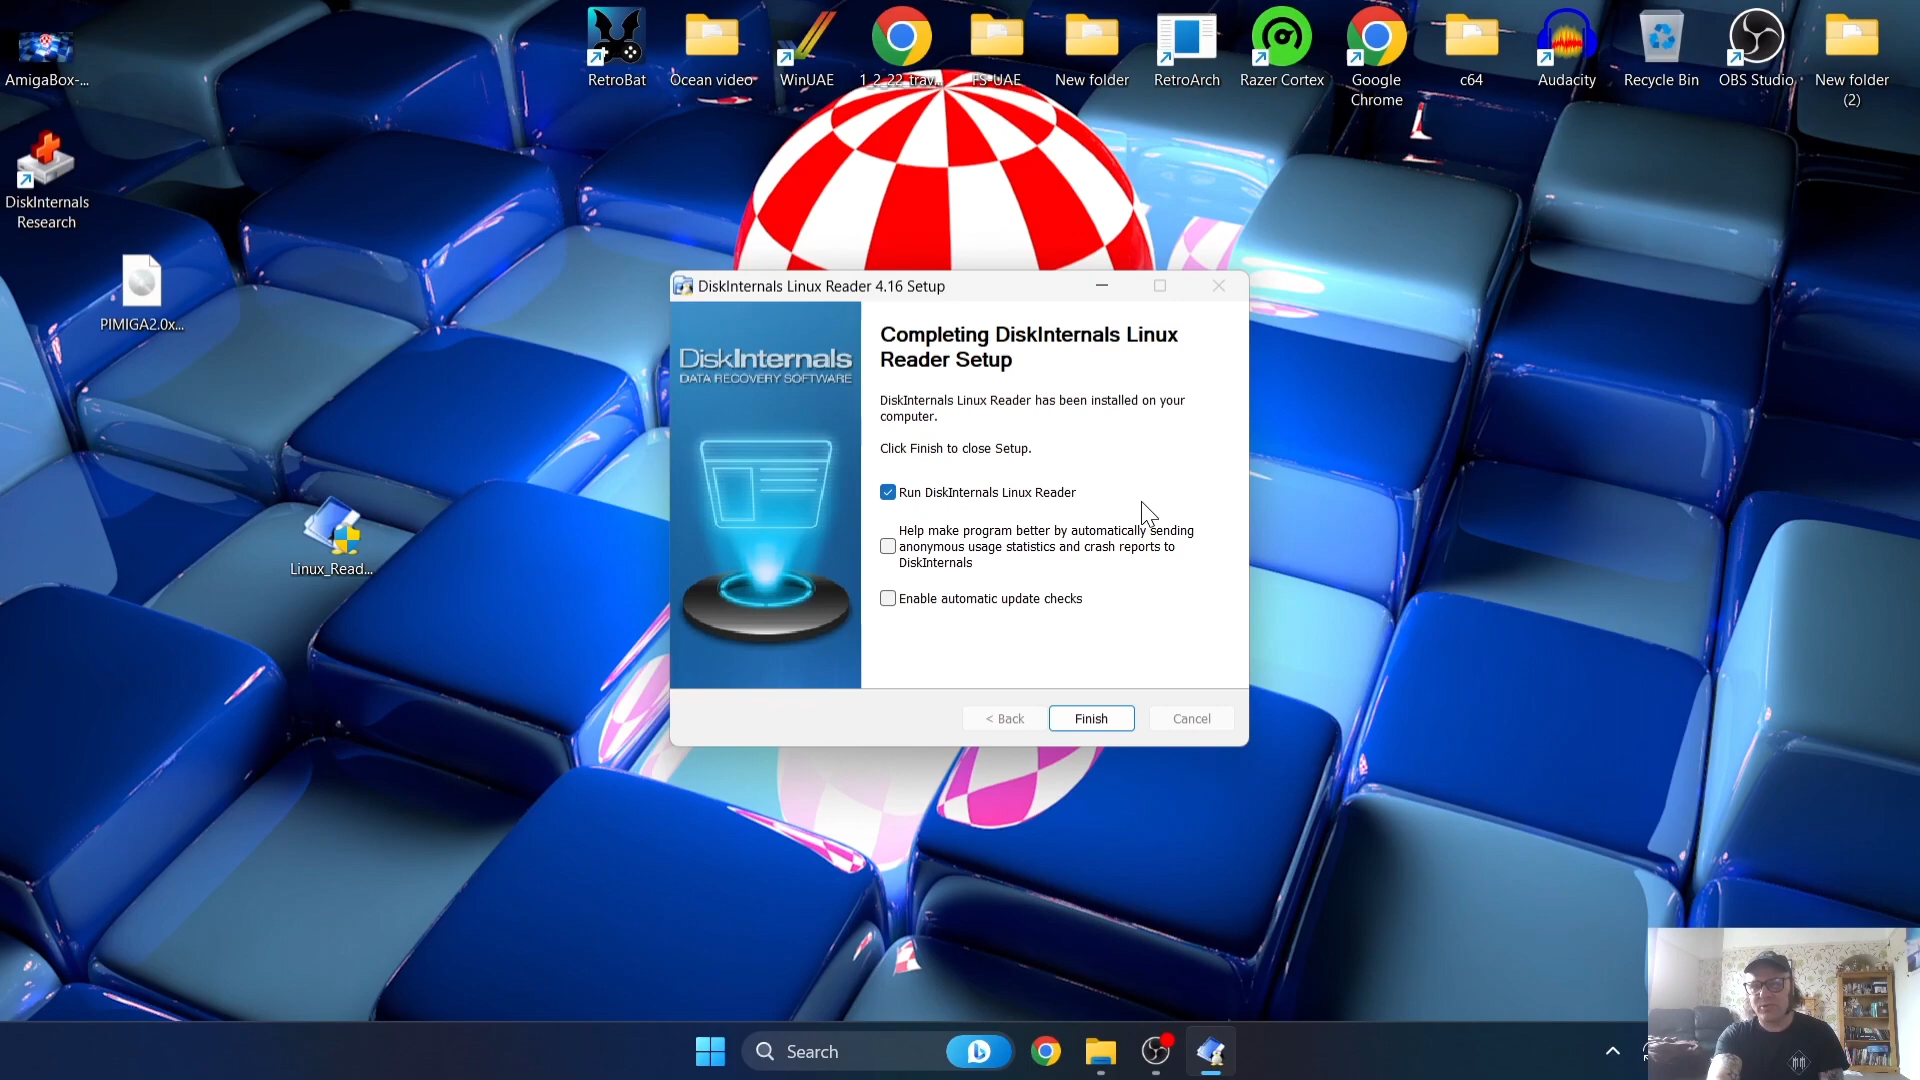 AmigaBox-...
RetroBat
Ocean video
WinUAE
1_2_22_trav...
FS-UAE
New folder
RetroArch
Razer Cortex
Google
Chrome
c64
Audacity
Recycle Bin
OBS Studio
New folder
(2)
DiskInternals
Research
PIMIGA2.0x...
Linux_Read...
DiskInternals Linux Reader 4.16 Setup
DiskInternals
DATA RECOVERY SOFTWARE
Completing DiskInternals Linux
Reader Setup
DiskInternals Linux Reader has been installed on your
computer.
Click Finish to close Setup.
Run DiskInternals Linux Reader
Help make program better by automatically sending
anonymous usage statistics and crash reports to
DiskInternals
Enable automatic update checks
< Back
Finish
Cancel
Search